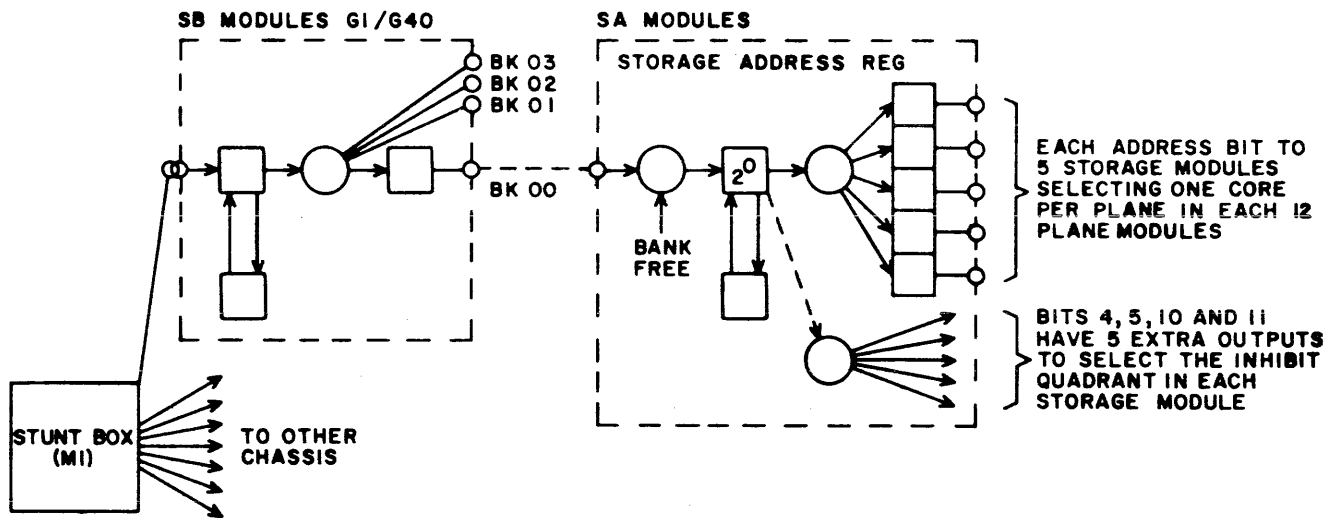 SB MODULES G1/G40
BK 03
BK 02
BK 01
BK 00
SA MODULES
STORAGE ADDRESS REG
2⁰
BANK
FREE
EACH ADDRESS BIT TO
5 STORAGE MODULES
SELECTING ONE CORE
PER PLANE IN EACH 12
PLANE MODULES
BITS 4, 5, 10 AND 11
HAVE 5 EXTRA OUTPUTS
TO SELECT THE INHIBIT
QUADRANT IN EACH
STORAGE MODULE
STUNT BOX
(M1)
TO OTHER
CHASSIS